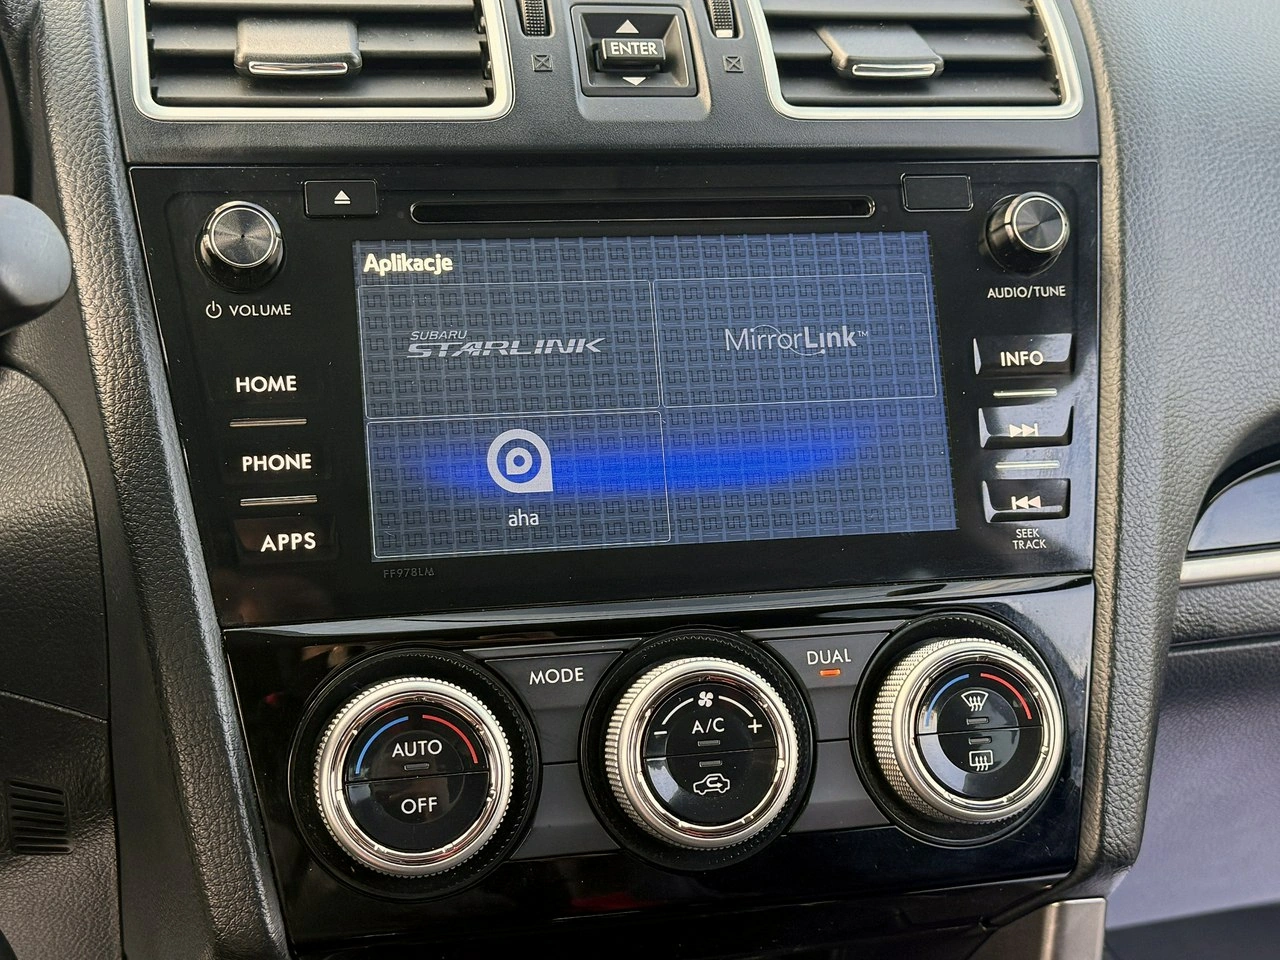 ENTER
VOLUME
AUDIO/TUNE
Aplikacje
SUBARU
STARLINK
MirrorLink™
HOME
INFO
PHONE
aha
APPS
SEEK
TRACK
FF978LM
MODE
DUAL
AUTO
OFF
A/C
- +